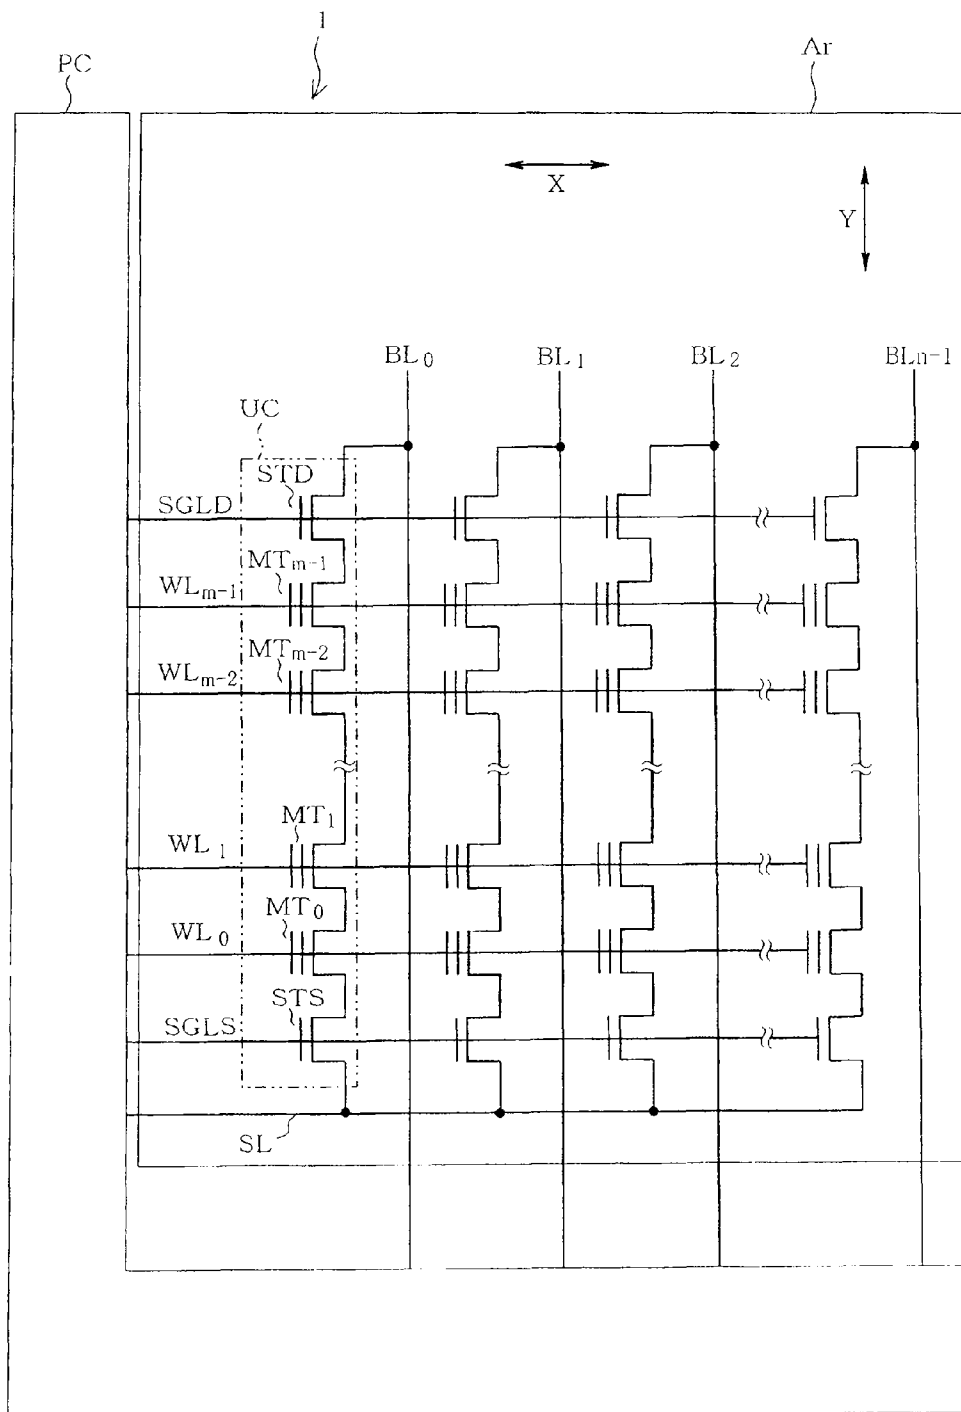 1
PC
Ar
X
Y
BL0 BL1 BL2 BLn-1
UC
STD
SGLD
MTm-1
WLm-1
MTm-2
WLm-2
MT1
WL1
MT0
WL0
STS
SGLS
SL